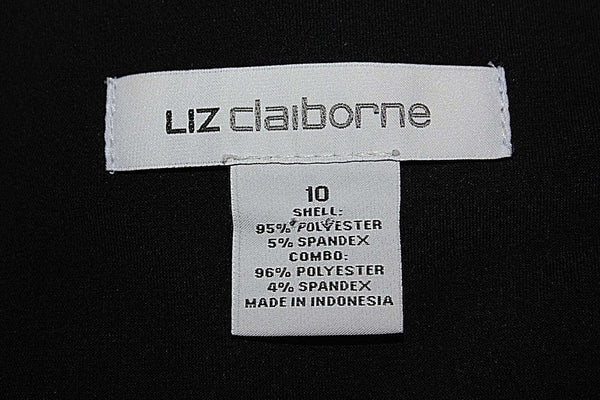 LIZ claiborne
10
SHELL:
95% POLYESTER
5% SPANDEX
COMBO:
96% POLYESTER
4% SPANDEX
MADE IN INDONESIA